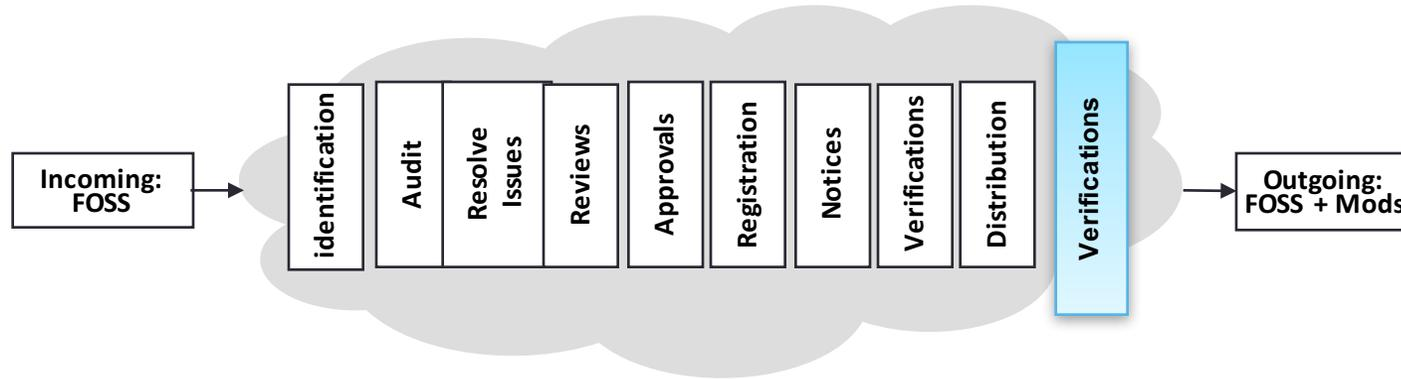 Incoming:
FOSS
identification
Audit
Resolve
Issues
Reviews
Approvals
Registration
Notices
Verifications
Distribution
Verifications
Outgoing:
FOSS + Mods